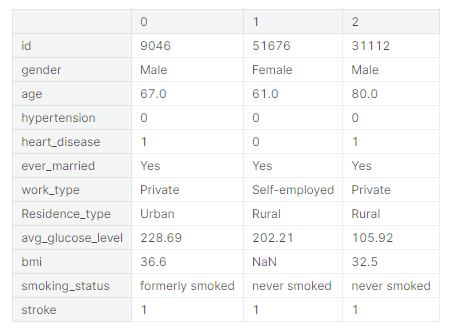 0 1 2
id 9046 51676 31112
gender Male Female Male
age 67.0 61.0 80.0
hypertension 0 0 0
heart_disease 1 0 1
ever_married Yes Yes Yes
work_type Private Self-employed Private
Residence_type Urban Rural Rural
avg_glucose_level 228.69 202.21 105.92
bmi 36.6 NaN 32.5
smoking_status formerly smoked never smoked never smoked
stroke 1 1 1